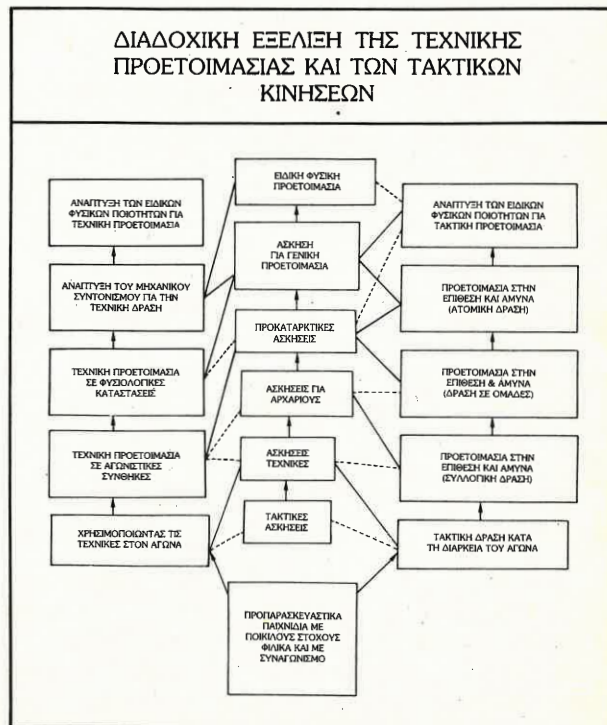 ΔΙΑΔΟΧΙΚΗ ΕΞΕΛΙΞΗ ΤΗΣ ΤΕΧΝΙΚΗΣ
ΠΡΟΕΤΟΙΜΑΣΙΑΣ ΚΑΙ ΤΩΝ ΤΑΚΤΙΚΩΝ
ΚΙΝΗΣΕΩΝ
ΕΙΔΙΚΗ ΦΥΣΙΚΗ
ΠΡΟΕΤΟΙΜΑΣΙΑ
ΑΝΑΠΤΥΞΗ ΤΩΝ ΕΙΔΙΚΩΝ
ΦΥΣΙΚΩΝ ΠΟΙΟΤΗΤΩΝ ΓΙΑ
ΤΕΧΝΙΚΗ ΠΡΟΕΤΟΙΜΑΣΙΑ
ΑΝΑΠΤΥΞΗ ΤΩΝ ΕΙΔΙΚΩΝ
ΦΥΣΙΚΩΝ ΠΟΙΟΤΗΤΩΝ ΓΙΑ
ΤΑΚΤΙΚΗ ΠΡΟΕΤΟΙΜΑΣΙΑ
ΑΣΚΗΣΗ
ΓΙΑ ΓΕΝΙΚΗ
ΠΡΟΕΤΟΙΜΑΣΙΑ
ΑΝΑΠΤΥΞΗ ΤΟΥ ΜΗΧΑΝΙΚΟΥ
ΣΥΝΤΟΝΙΣΜΟΥ ΓΙΑ ΤΗΝ
ΤΕΧΝΙΚΗ ΔΡΑΣΗ
ΠΡΟΕΤΟΙΜΑΣΙΑ ΣΤΗΝ
ΕΠΙΘΕΣΗ ΚΑΙ ΑΜΥΝΑ
(ΑΤΟΜΙΚΗ ΔΡΑΣΗ)
ΠΡΟΚΑΤΑΡΚΤΙΚΕΣ
ΑΣΚΗΣΕΙΣ
ΤΕΧΝΙΚΗ ΠΡΟΕΤΟΙΜΑΣΙΑ
ΣΕ ΦΥΣΙΟΛΟΓΙΚΕΣ
ΚΑΤΑΣΤΑΣΕΙΣ
ΠΡΟΕΤΟΙΜΑΣΙΑ ΣΤΗΝ
ΕΠΙΘΕΣΗ & ΑΜΥΝΑ
(ΔΡΑΣΗ ΣΕ ΟΜΑΔΕΣ)
ΑΣΚΗΣΕΙΣ ΓΙΑ
ΑΡΧΑΡΙΟΥΣ
ΤΕΧΝΙΚΗ ΠΡΟΕΤΟΙΜΑΣΙΑ
ΣΕ ΑΓΩΝΙΣΤΙΚΕΣ
ΣΥΝΘΗΚΕΣ
ΑΣΚΗΣΕΙΣ
ΤΕΧΝΙΚΕΣ
ΠΡΟΕΤΟΙΜΑΣΙΑ ΣΤΗΝ
ΕΠΙΘΕΣΗ ΚΑΙ ΑΜΥΝΑ
(ΣΥΛΛΟΓΙΚΗ ΔΡΑΣΗ)
ΧΡΗΣΙΜΟΠΟΙΩΝΤΑΣ ΤΙΣ
ΤΕΧΝΙΚΕΣ ΣΤΟΝ ΑΓΩΝΑ
ΤΑΚΤΙΚΕΣ
ΑΣΚΗΣΕΙΣ
ΤΑΚΤΙΚΗ ΔΡΑΣΗ ΚΑΤΑ
ΤΗ ΔΙΑΡΚΕΙΑ ΤΟΥ ΑΓΩΝΑ
ΠΡΟΠΑΡΑΣΚΕΥΑΣΤΙΚΑ
ΠΑΙΧΝΙΔΙΑ ΜΕ
ΠΟΙΚΙΛΟΥΣ ΣΤΟΧΟΥΣ
ΦΙΛΙΚΑ ΚΑΙ ΜΕ
ΣΥΝΑΓΩΝΙΣΜΟ